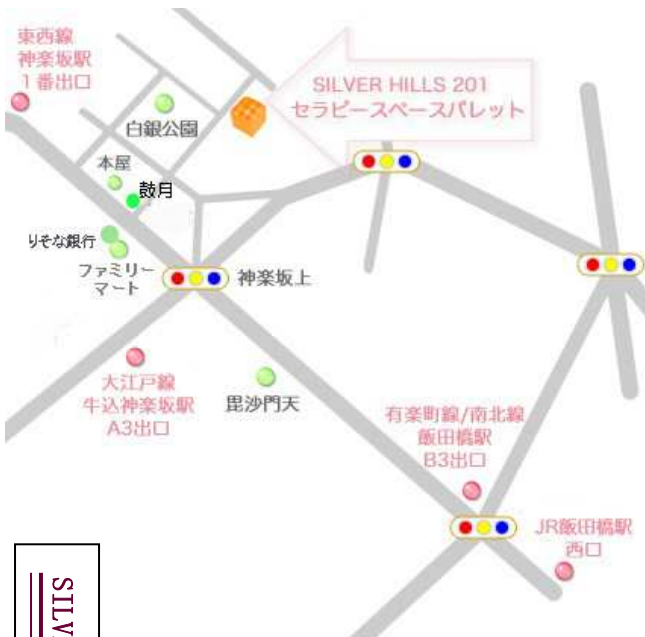 東西線
神楽坂駅
1番出口
SILVER HILLS 201
セラピースペースパレット
白銀公園
本屋
鼓月
りそな銀行
ファミリー
マート
神楽坂上
大江戸線
牛込神楽坂駅
A3出口
毘沙門天
有楽町線/南北線
飯田橋駅
B3出口
JR飯田橋駅
西口
SILV